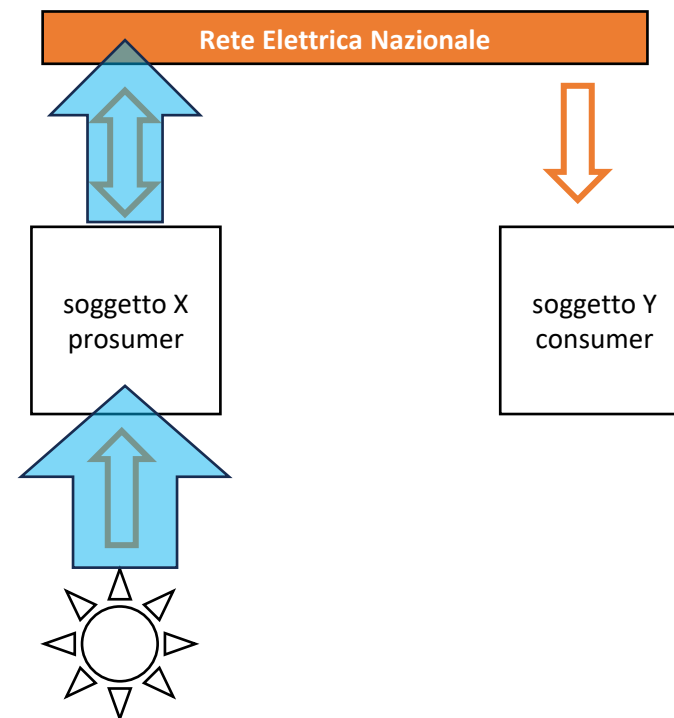 Rete Elettrica Nazionale
soggetto X
prosumer
soggetto Y
consumer